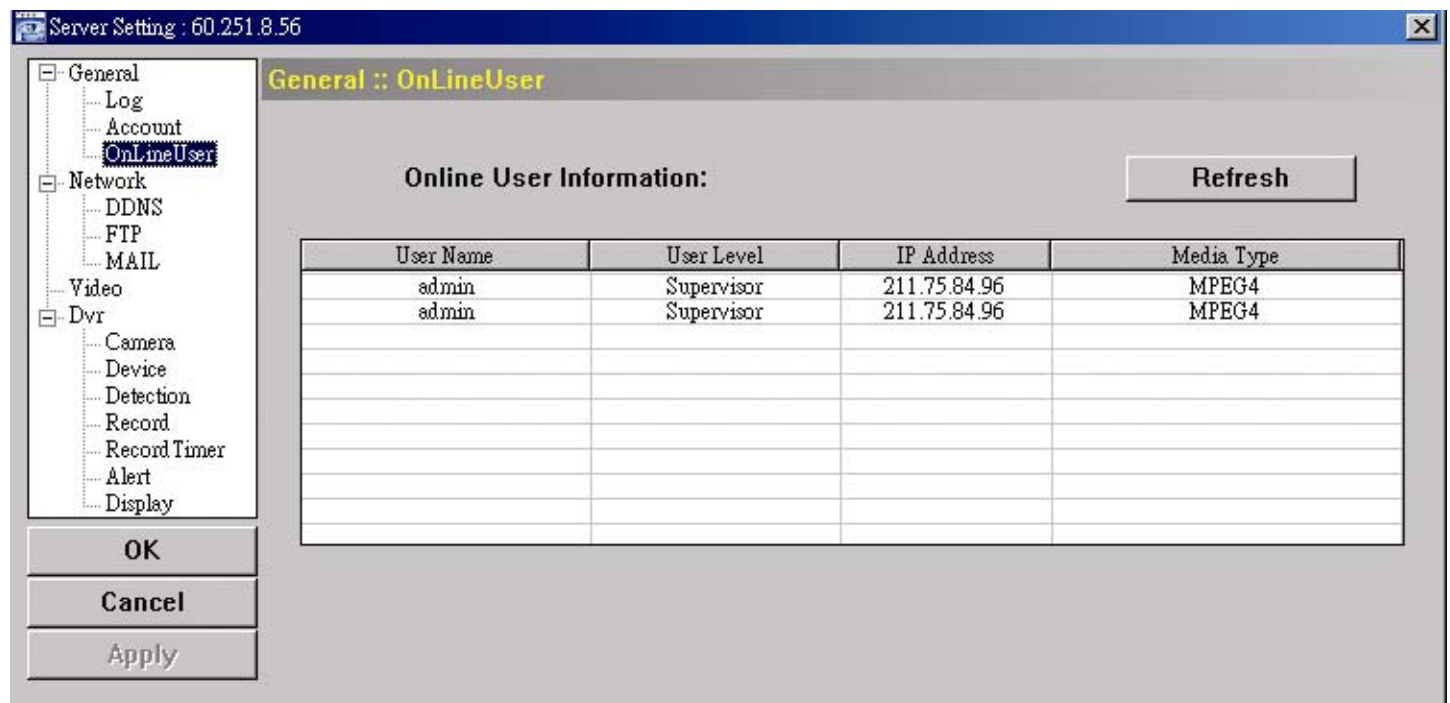 Server Setting : 60.251.8.56
General
Log
Account
OnLineUser
Network
DDNS
FTP
MAIL
Video
Dvr
Camera
Device
Detection
Record
Record Timer
Alert
Display
OK
Cancel
Apply
General :: OnLineUser
Online User Information:
Refresh
User Name User Level IP Address Media Type
admin Supervisor 211.75.84.96 MPEG4
admin Supervisor 211.75.84.96 MPEG4